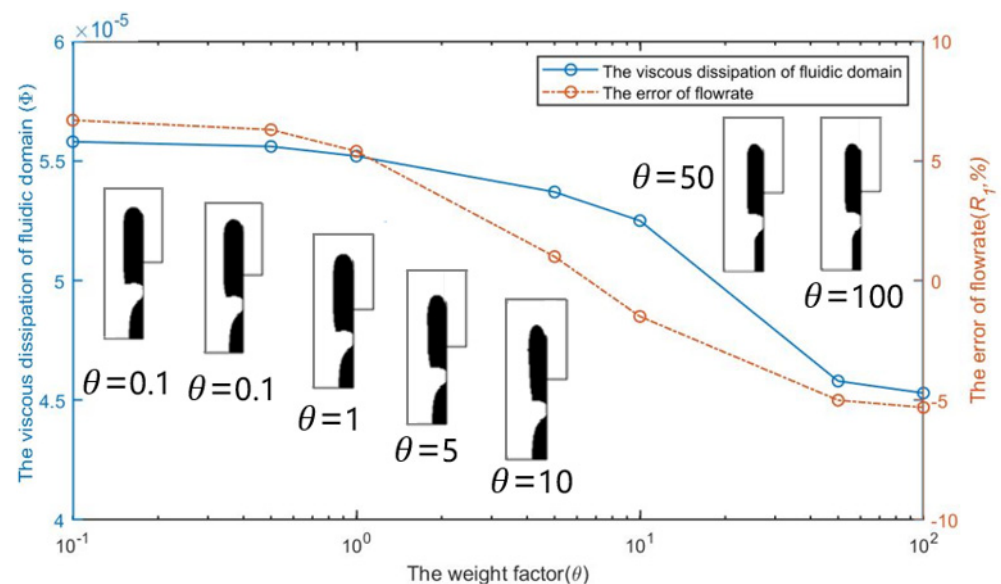 ×10⁻⁵
6
5.5
5
4.5
4
The viscous dissipation of fluidic domain (Φ)
10
5
0
-5
-10
The error of flowrate(R₁,%)
The viscous dissipation of fluidic domain
The error of flowrate
θ=50
θ=100
θ=0.1
θ=0.1
θ=1
θ=5
θ=10
10⁻¹
10⁰
10¹
10²
The weight factor(θ)